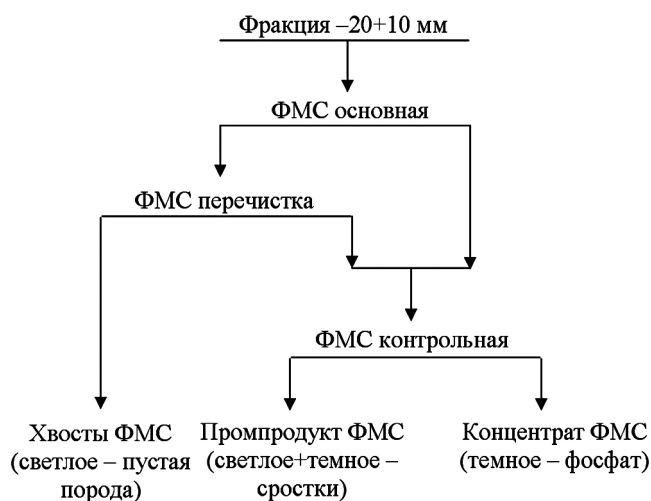 Фракция –20+10 мм
ФМС основная
ФМС перечистка
ФМС контрольная
Хвосты ФМС
(светлое – пустая
порода)
Промпродукт ФМС
(светлое+темное –
сростки)
Концентрат ФМС
(темное – фосфат)